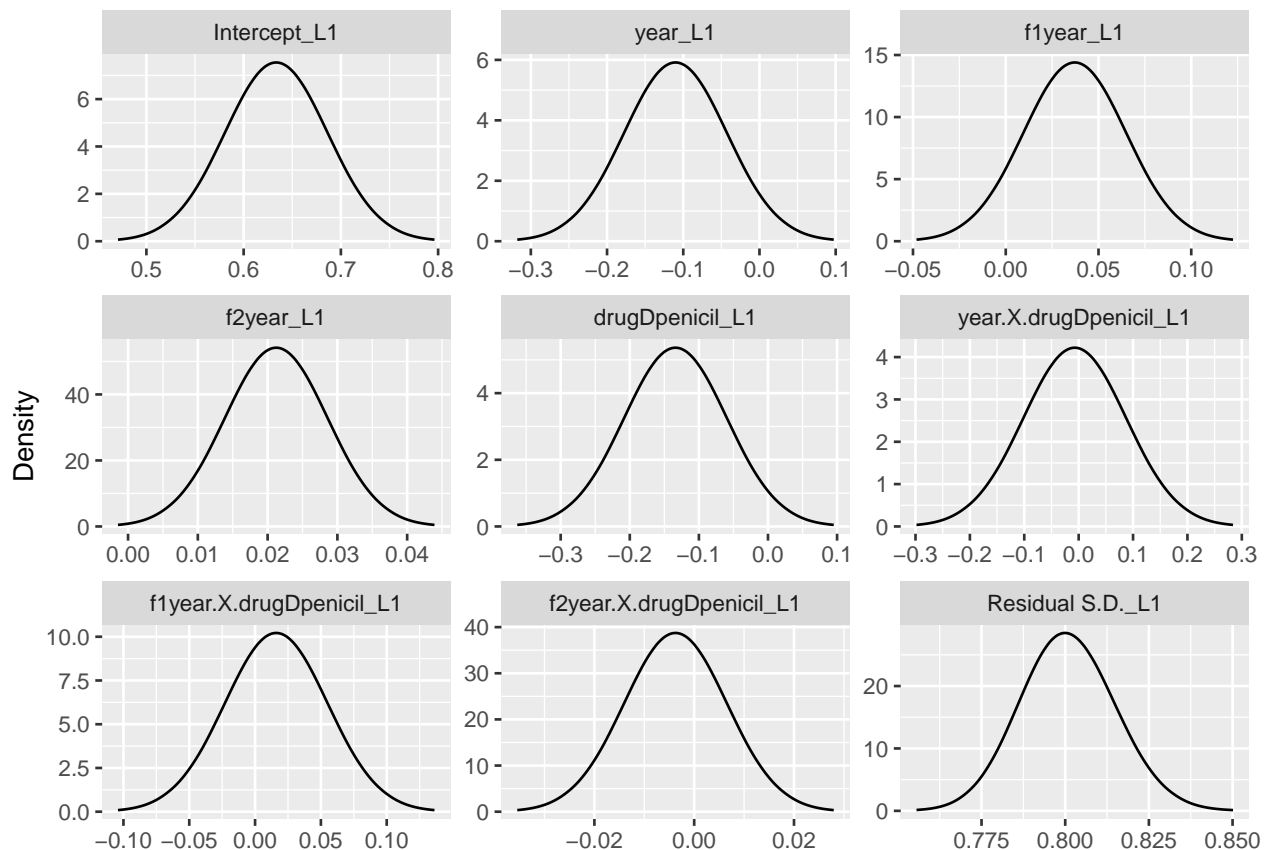 Intercept_L1
year_L1
f1year_L1
6
4
2
0
0.5 0.6 0.7 0.8
6
4
2
0
−0.3 −0.2 −0.1 0.0 0.1
15
10
5
0
−0.05 0.00 0.05 0.10
f2year_L1
drugDpenicil_L1
year.X.drugDpenicil_L1
Density
40
20
0
0.00 0.01 0.02 0.03 0.04
4
2
0
−0.3 −0.2 −0.1 0.0 0.1
4
3
2
1
0
−0.3 −0.2 −0.1 0.0 0.1 0.2 0.3
f1year.X.drugDpenicil_L1
f2year.X.drugDpenicil_L1
Residual S.D._L1
10.0
7.5
5.0
2.5
0.0
−0.10 −0.05 0.00 0.05 0.10
40
30
20
10
0
−0.02 0.00 0.02
20
10
0
0.775 0.800 0.825 0.850